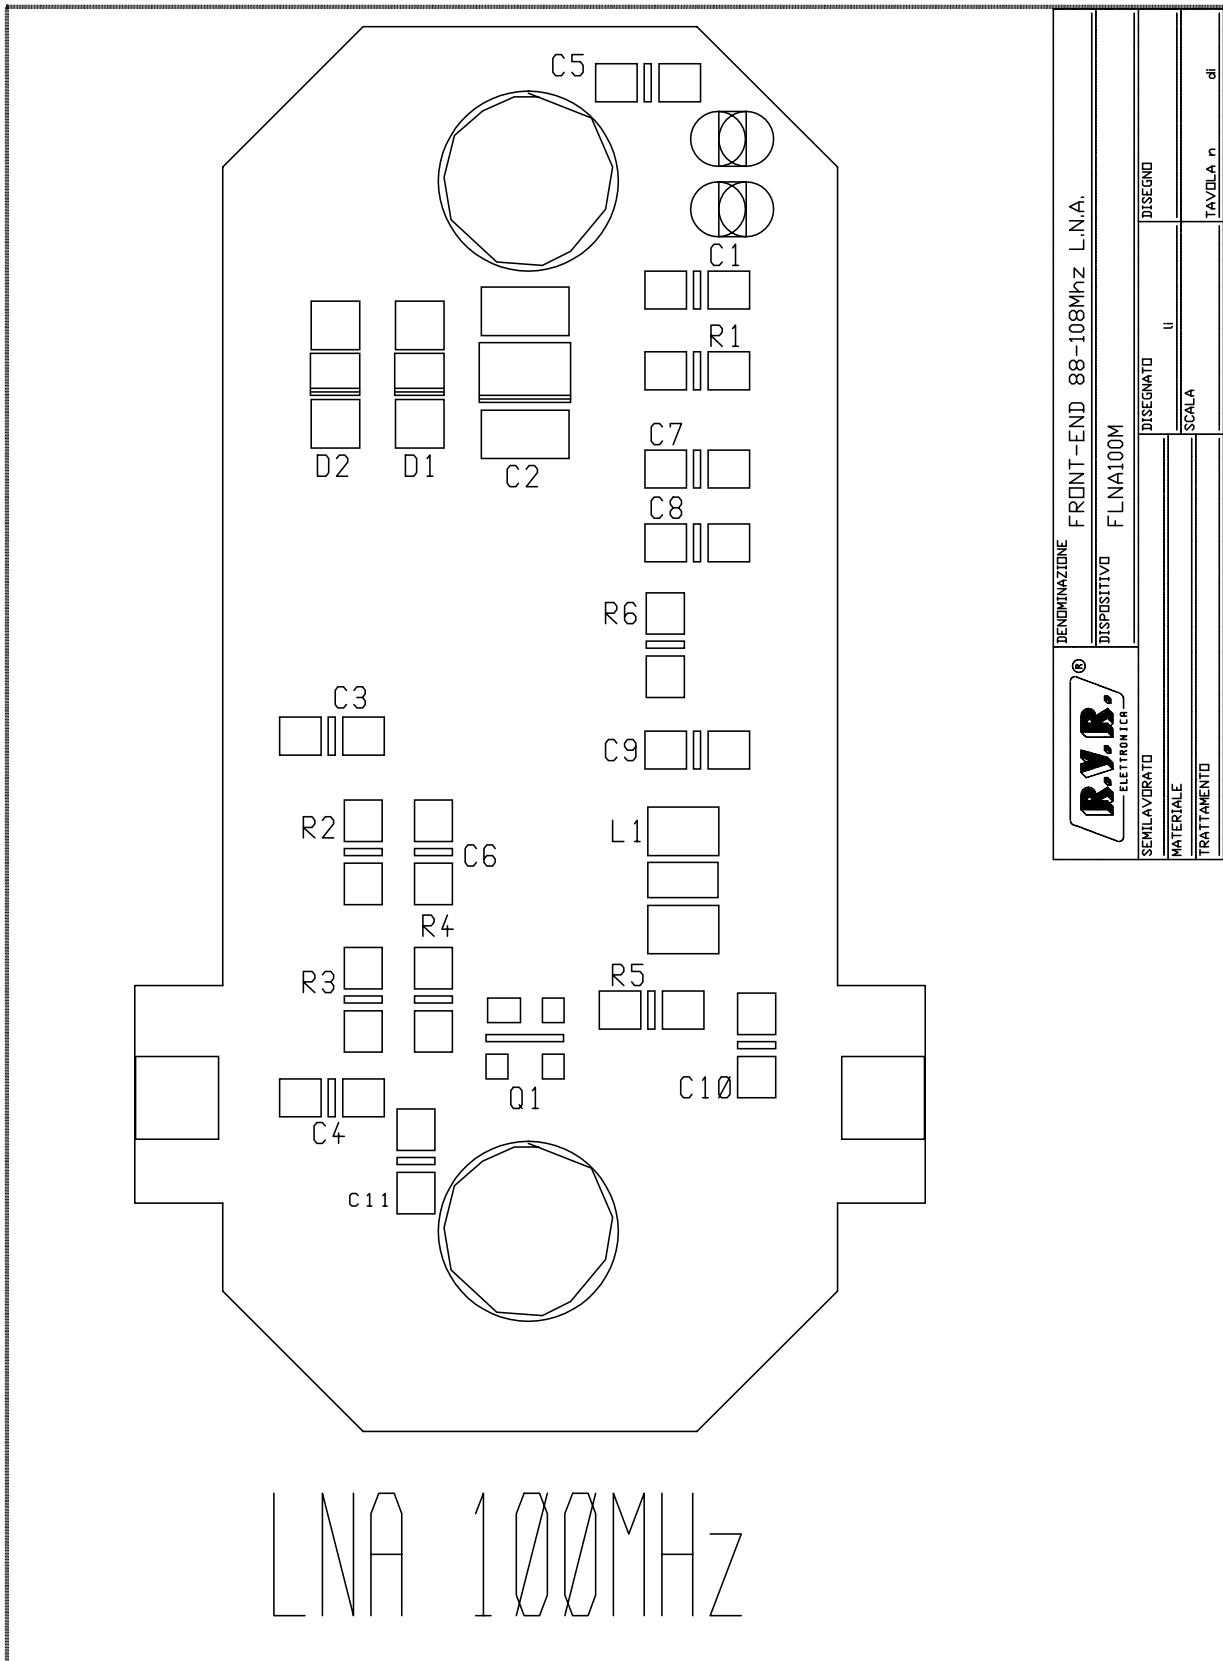 C5
C1
R1
D2
D1
C2
C7
C8
R6
C3
C9
R2
C6
L1
R4
R3
R5
C10
Q1
C4
C11
LNA 100MHz
DENOMINAZIONE
FRONT-END 88-108Mhz L.N.A.
DISPOSITIVO
FLNA100M
R.V.R.®
ELETTRONICA
SEMILAVORATO
DISEGNATO
li
DISEGNO
MATERIALE
SCALA
TRATTAMENTO
TAVOLA n di